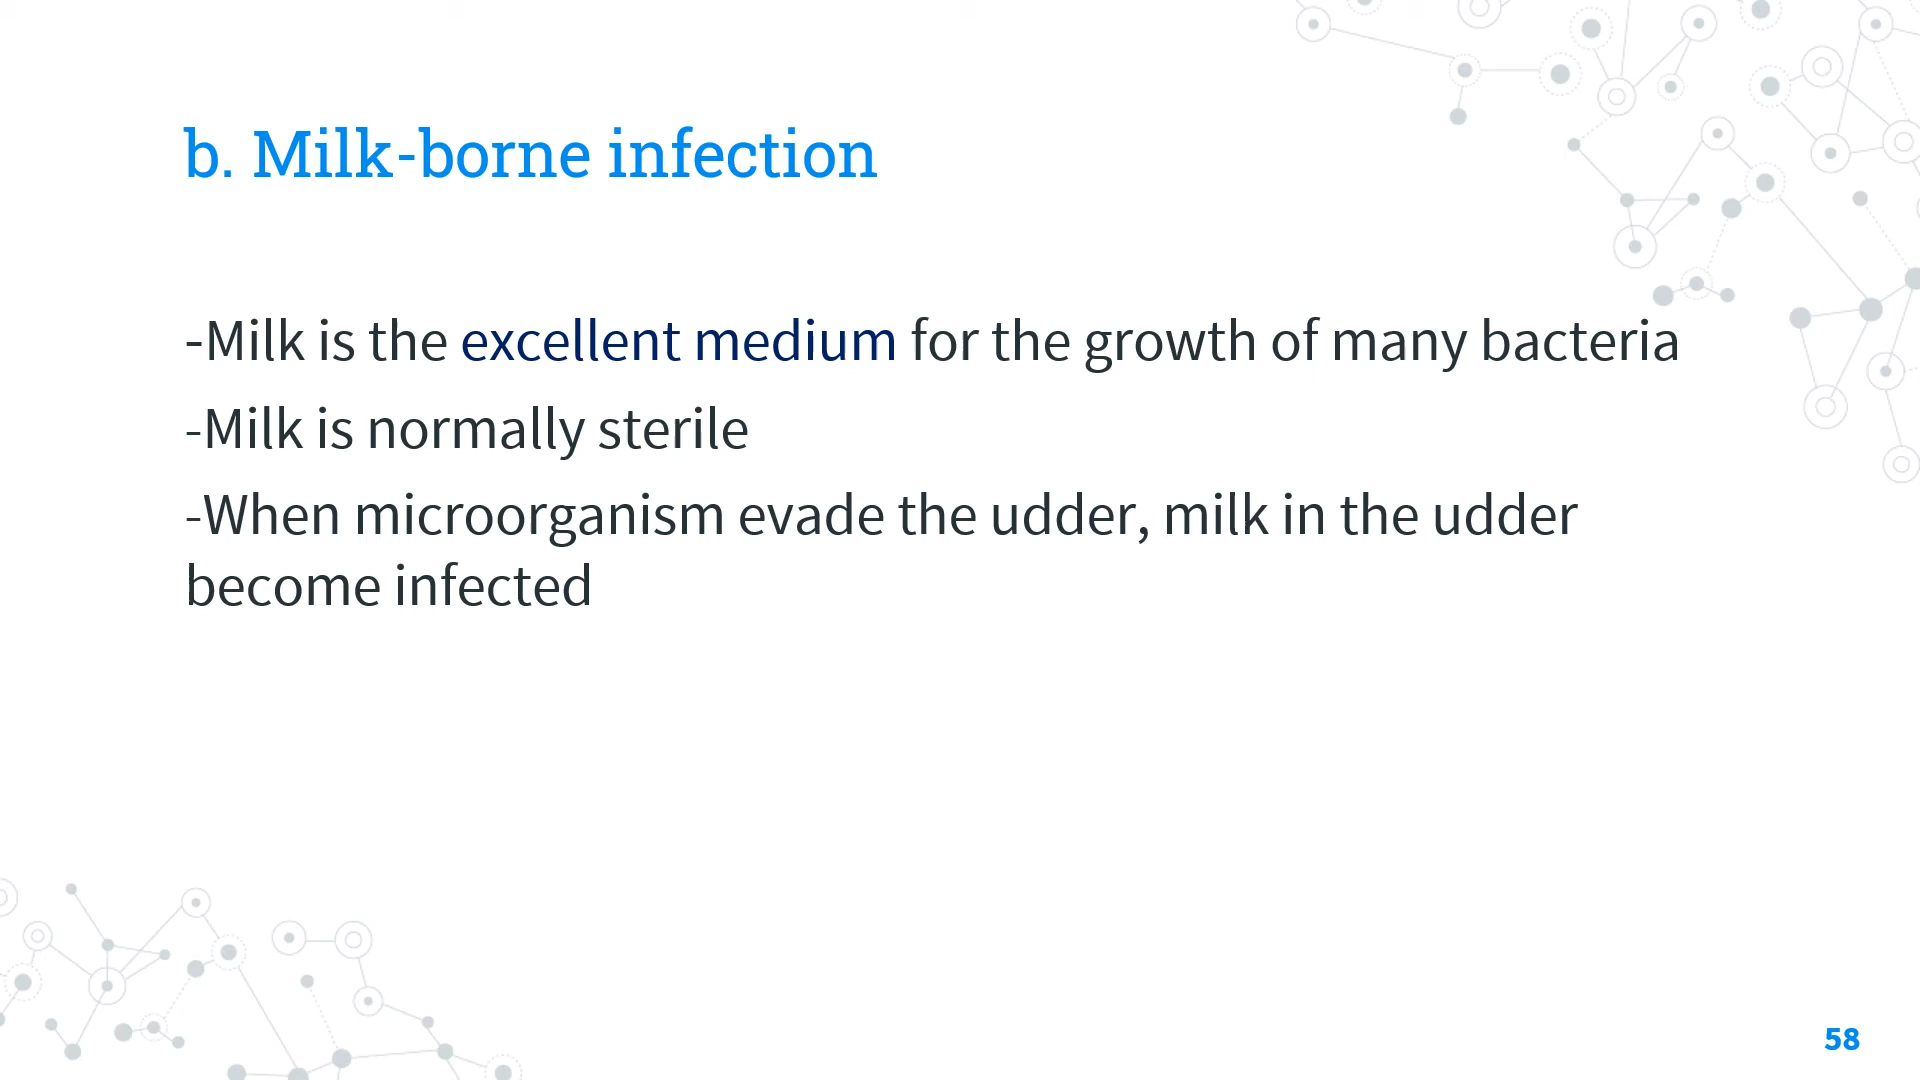 b. Milk-borne infection
-Milk is the excellent medium for the growth of many bacteria
-Milk is normally sterile
-When microorganism evade the udder, milk in the udder
become infected
58